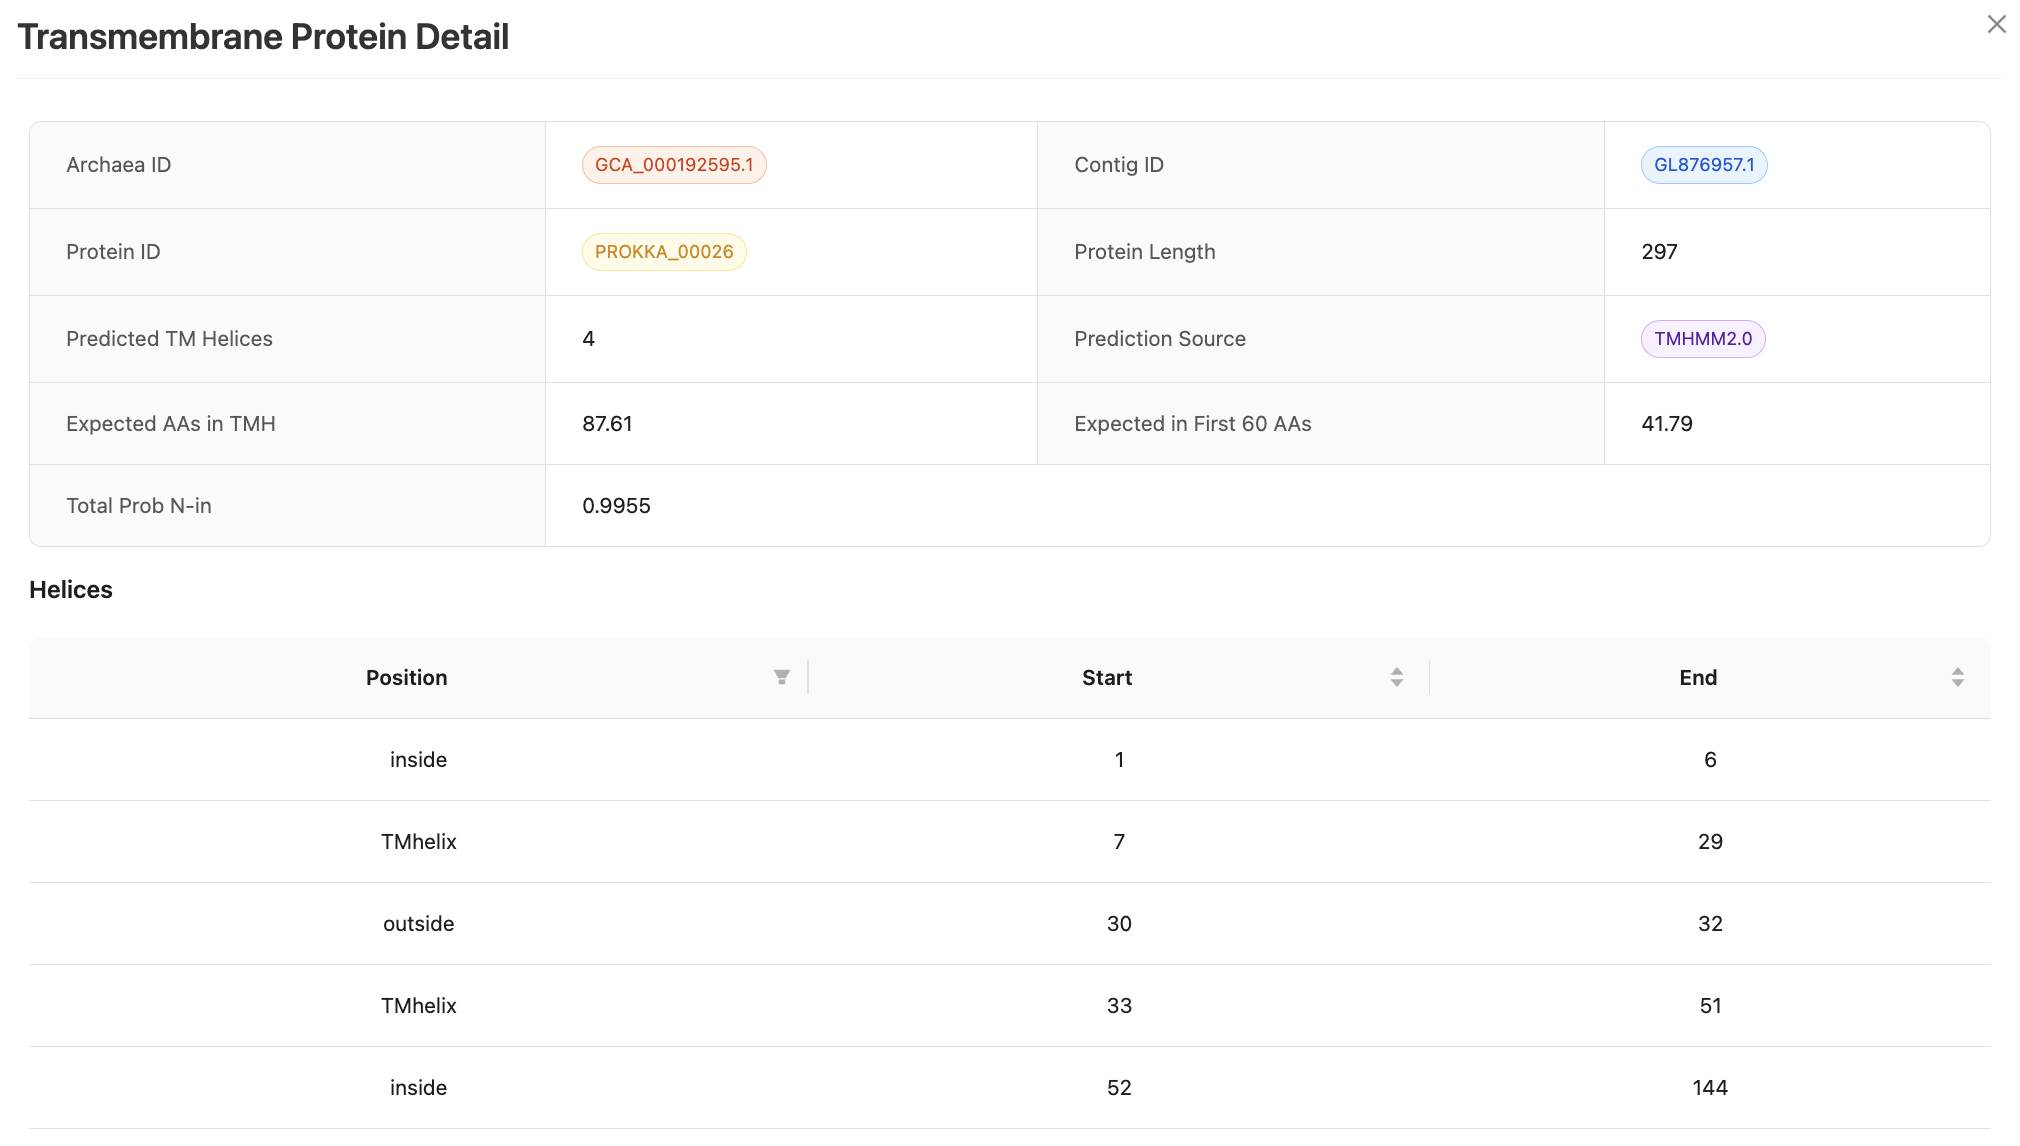 Transmembrane Protein Detail
Archaea ID GCA_000192595.1 Contig ID GL876957.1
Protein ID PROKKA_00026 Protein Length 297
Predicted TM Helices 4 Prediction Source TMHMM2.0
Expected AAs in TMH 87.61 Expected in First 60 AAs 41.79
Total Prob N-in 0.9955
Helices
Position Start End
inside 1 6
TMhelix 7 29
outside 30 32
TMhelix 33 51
inside 52 144